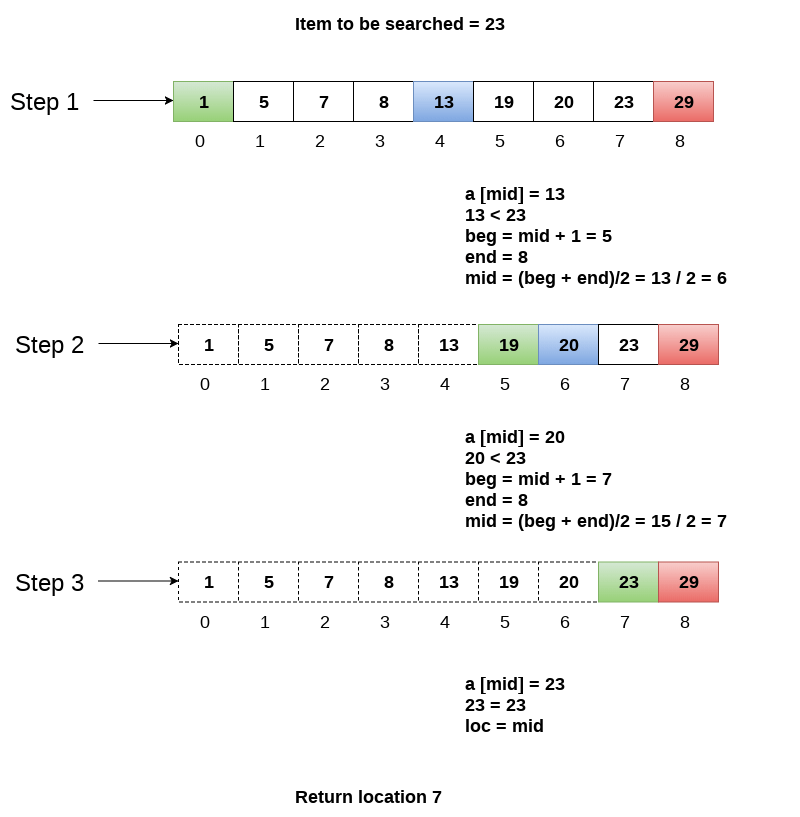 Item to be searched = 23
Step 1
1 5 7 8 13 19 20 23 29
0 1 2 3 4 5 6 7 8
a [mid] = 13
13 < 23
beg = mid + 1 = 5
end = 8
mid = (beg + end)/2 = 13 / 2 = 6
Step 2
1 5 7 8 13 19 20 23 29
0 1 2 3 4 5 6 7 8
a [mid] = 20
20 < 23
beg = mid + 1 = 7
end = 8
mid = (beg + end)/2 = 15 / 2 = 7
Step 3
1 5 7 8 13 19 20 23 29
0 1 2 3 4 5 6 7 8
a [mid] = 23
23 = 23
loc = mid
Return location 7